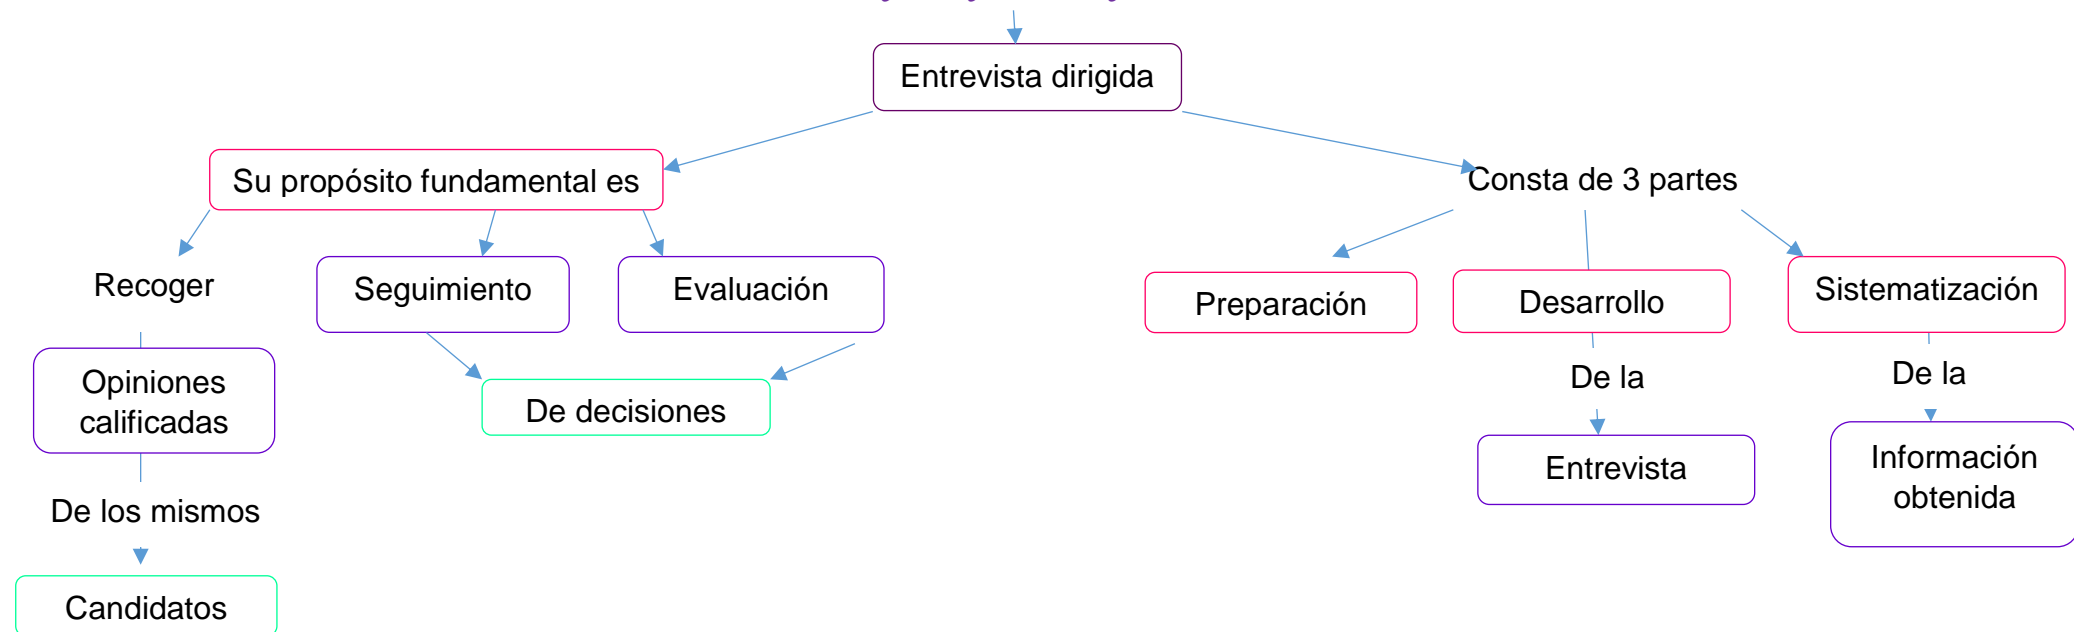 Entrevista dirigida
Su propósito fundamental es
Consta de 3 partes
Recoger
Seguimiento
Evaluación
Preparación
Desarrollo
Sistematización
Opiniones
calificadas
De decisiones
De la
De la
Entrevista
Información
obtenida
De los mismos
Candidatos